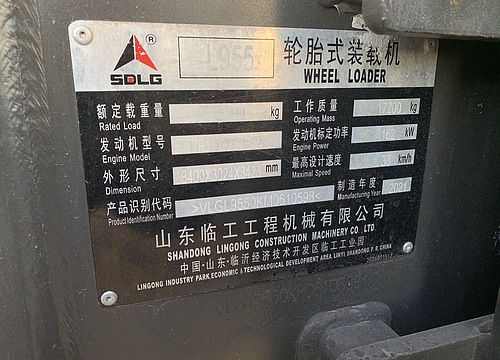 ® L955 轮胎式装载机
SDLG WHEEL LOADER
额定载重量 kg 工作质量 17200 kg
Rated Load Operating Mass
发动机型号 发动机标定功率 162 kW
Engine Model Engine Power
外形尺寸 mm 最高设计速度 38 km/h
Dimension Maximal Speed
产品识别代码 制造年度 2021
Product Identification Number Manufacturing Year
山东临工工程机械有限公司
SHANDONG LINGONG CONSTRUCTION MACHINERY CO. LTD.
中国·山东·临沂经济技术开发区临工工业园
LINGONG INDUSTRY PARK ECONOMIC & TECHNOLOGICAL DEVELOPMENT AREA, LINYI, SHANDONG, P. R. CHINA